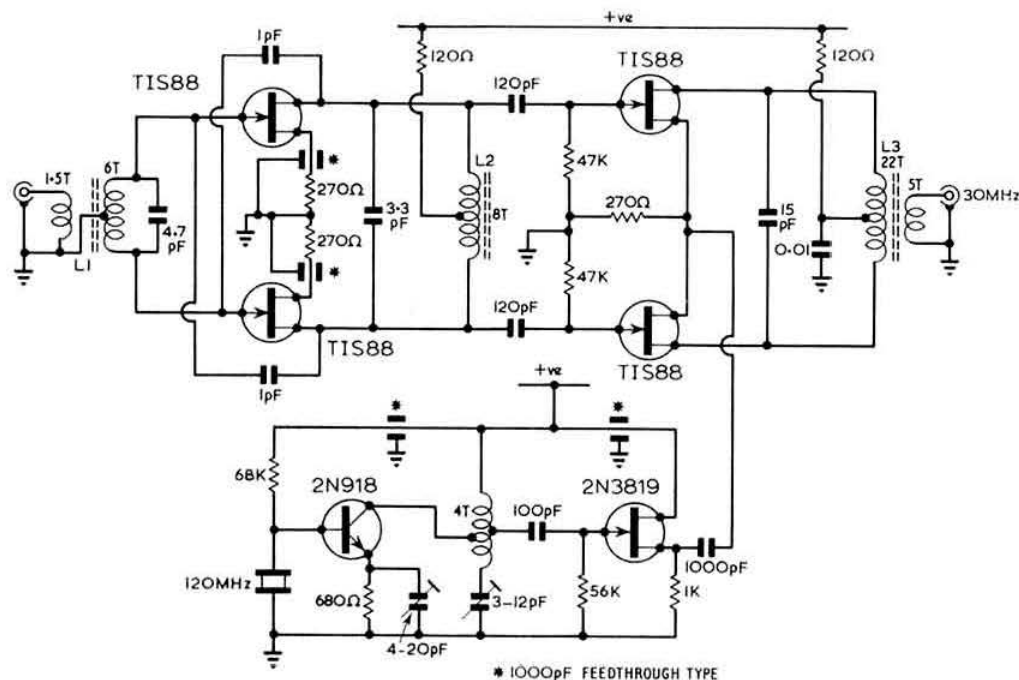 +ve
1pF
120Ω
120Ω
TIS88
TIS88
120pF
L3
22T
1·5T
6T
*
L2
47K
5T
30MHz
270Ω
3·3
pF
8T
270Ω
15
pF
4·7
pF
270Ω
0·01
L1
*
47K
120pF
TIS88
TIS88
1pF
+ve
*
*
68K
2N918
2N3819
4T
100pF
1000pF
120MHz
680Ω
3–12pF
56K
1K
4–20pF
* 1000pF FEEDTHROUGH TYPE